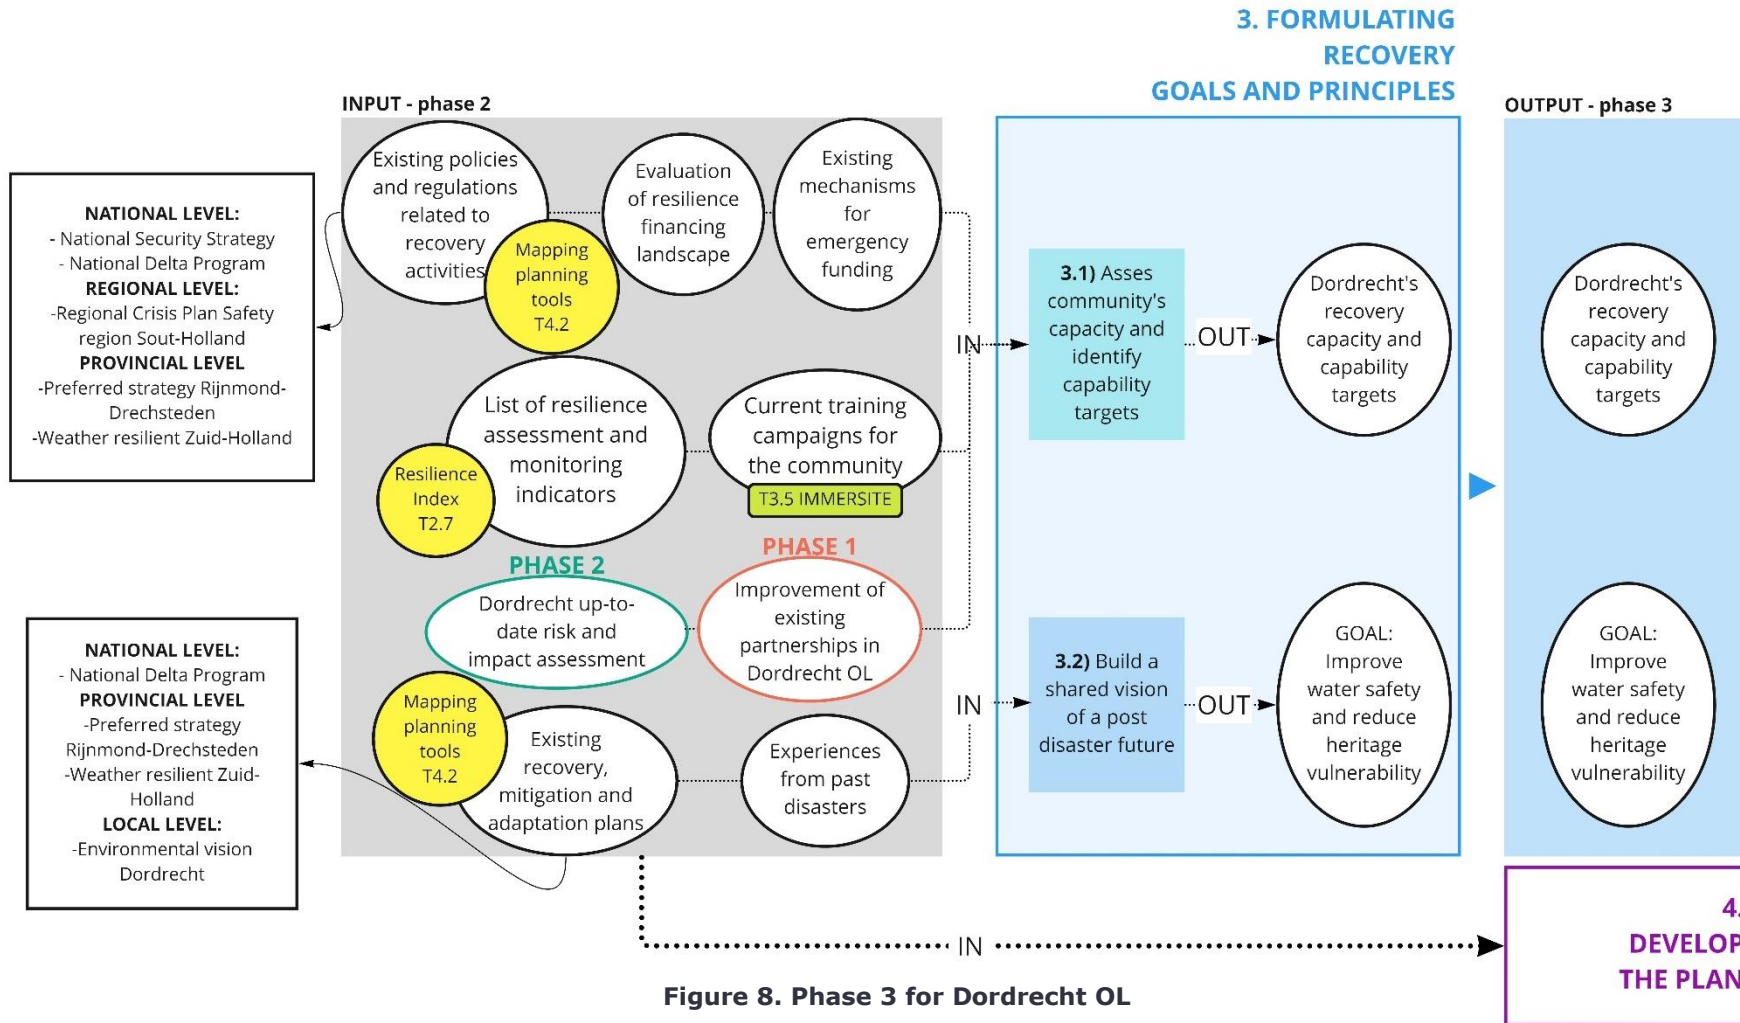 3. FORMULATING
RECOVERY
GOALS AND PRINCIPLES
INPUT - phase 2
OUTPUT - phase 3
NATIONAL LEVEL:
- National Security Strategy
- National Delta Program
REGIONAL LEVEL:
-Regional Crisis Plan Safety
region Sout-Holland
PROVINCIAL LEVEL
-Preferred strategy Rijnmond-
Drechsteden
-Weather resilient Zuid-Holland
NATIONAL LEVEL:
- National Delta Program
PROVINCIAL LEVEL
-Preferred strategy
Rijnmond-Drechsteden
-Weather resilient Zuid-
Holland
LOCAL LEVEL:
-Environmental vision
Dordrecht
Existing policies
and regulations
related to
recovery
activities
Mapping
planning
tools
T4.2
Evaluation
of resilience
financing
landscape
Existing
mechanisms
for
emergency
funding
List of resilience
assessment and
monitoring
indicators
Resilience
Index
T2.7
Current training
campaigns for
the community
T3.5 IMMERSITE
PHASE 2
Dordrecht up-to-
date risk and
impact assessment
PHASE 1
Improvement of
existing
partnerships in
Dordrecht OL
Mapping
planning
tools
T4.2
Existing
recovery,
mitigation and
adaptation plans
Experiences
from past
disasters
IN
3.1) Asses
community's
capacity and
identify
capability
targets
OUT
Dordrecht's
recovery
capacity and
capability
targets
IN
3.2) Build a
shared vision
of a post
disaster future
OUT
GOAL:
Improve
water safety
and reduce
heritage
vulnerability
Dordrecht's
recovery
capacity and
capability
targets
GOAL:
Improve
water safety
and reduce
heritage
vulnerability
IN
4.
DEVELOP
THE PLAN
Figure 8. Phase 3 for Dordrecht OL